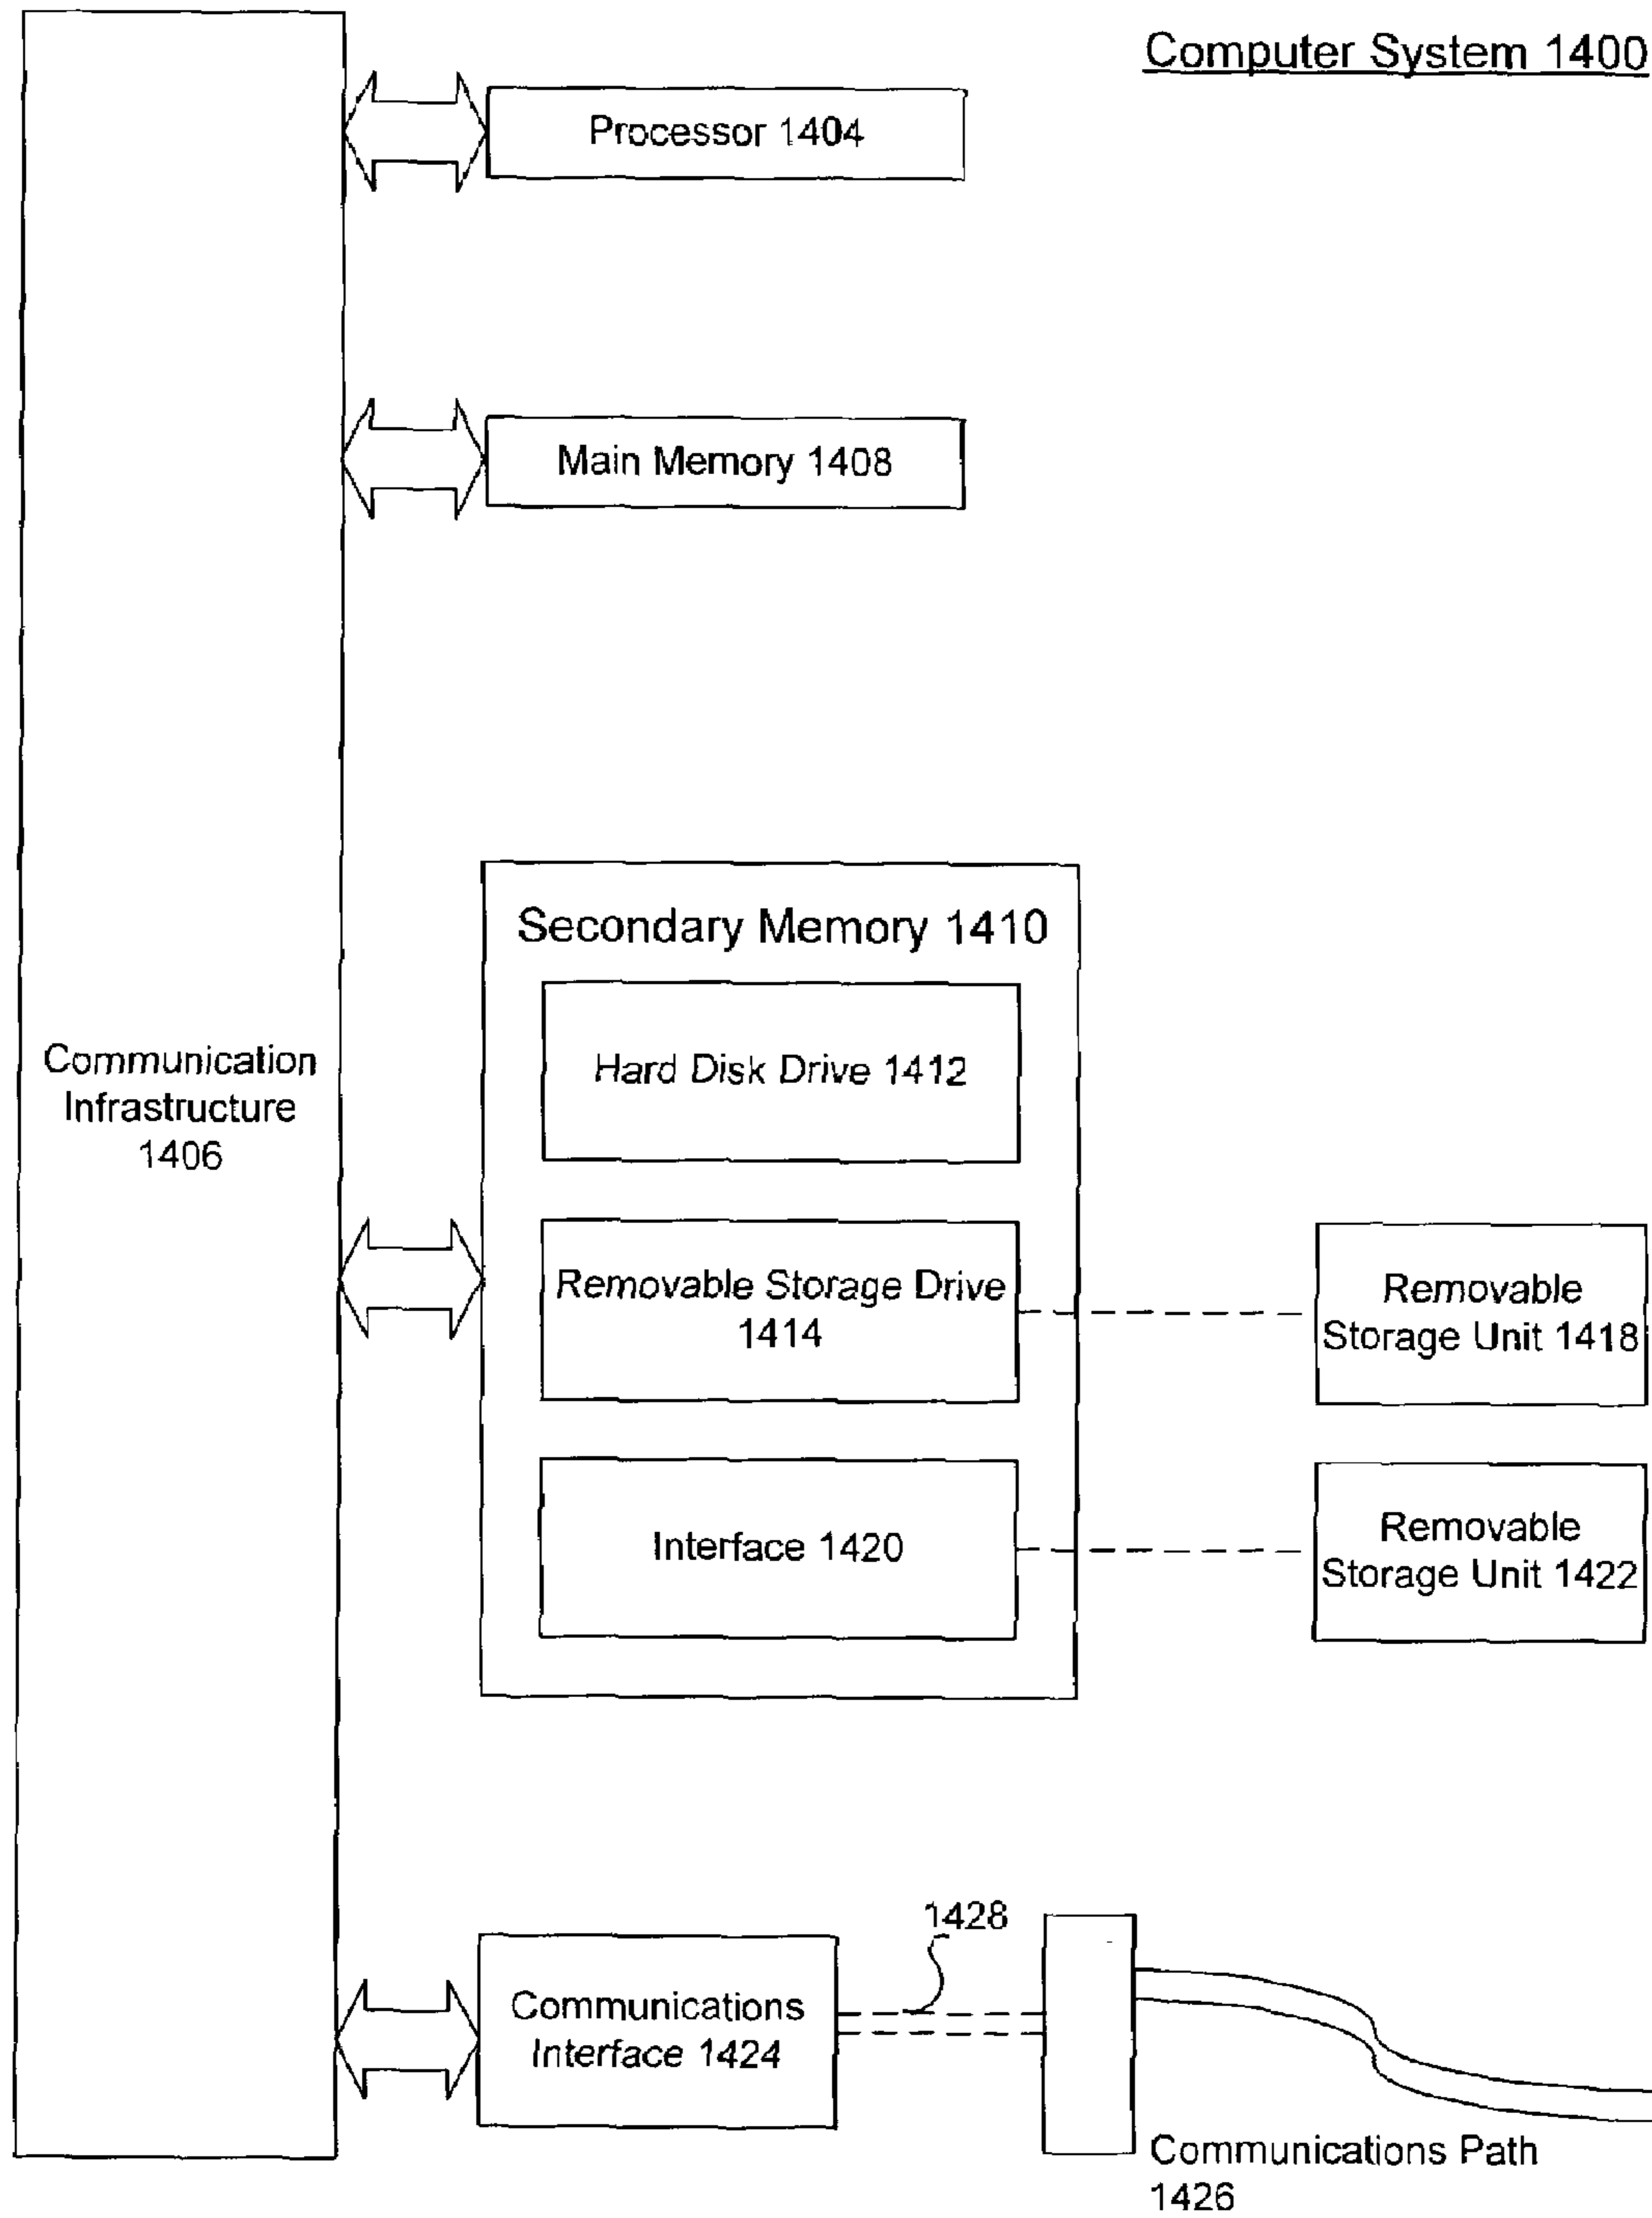 Computer System 1400
Processor 1404
Main Memory 1408
Communication
Infrastructure
1406
Secondary Memory 1410
Hard Disk Drive 1412
Removable Storage Drive
1414
Removable
Storage Unit 1418
Interface 1420
Removable
Storage Unit 1422
1428
Communications
Interface 1424
Communications Path
1426